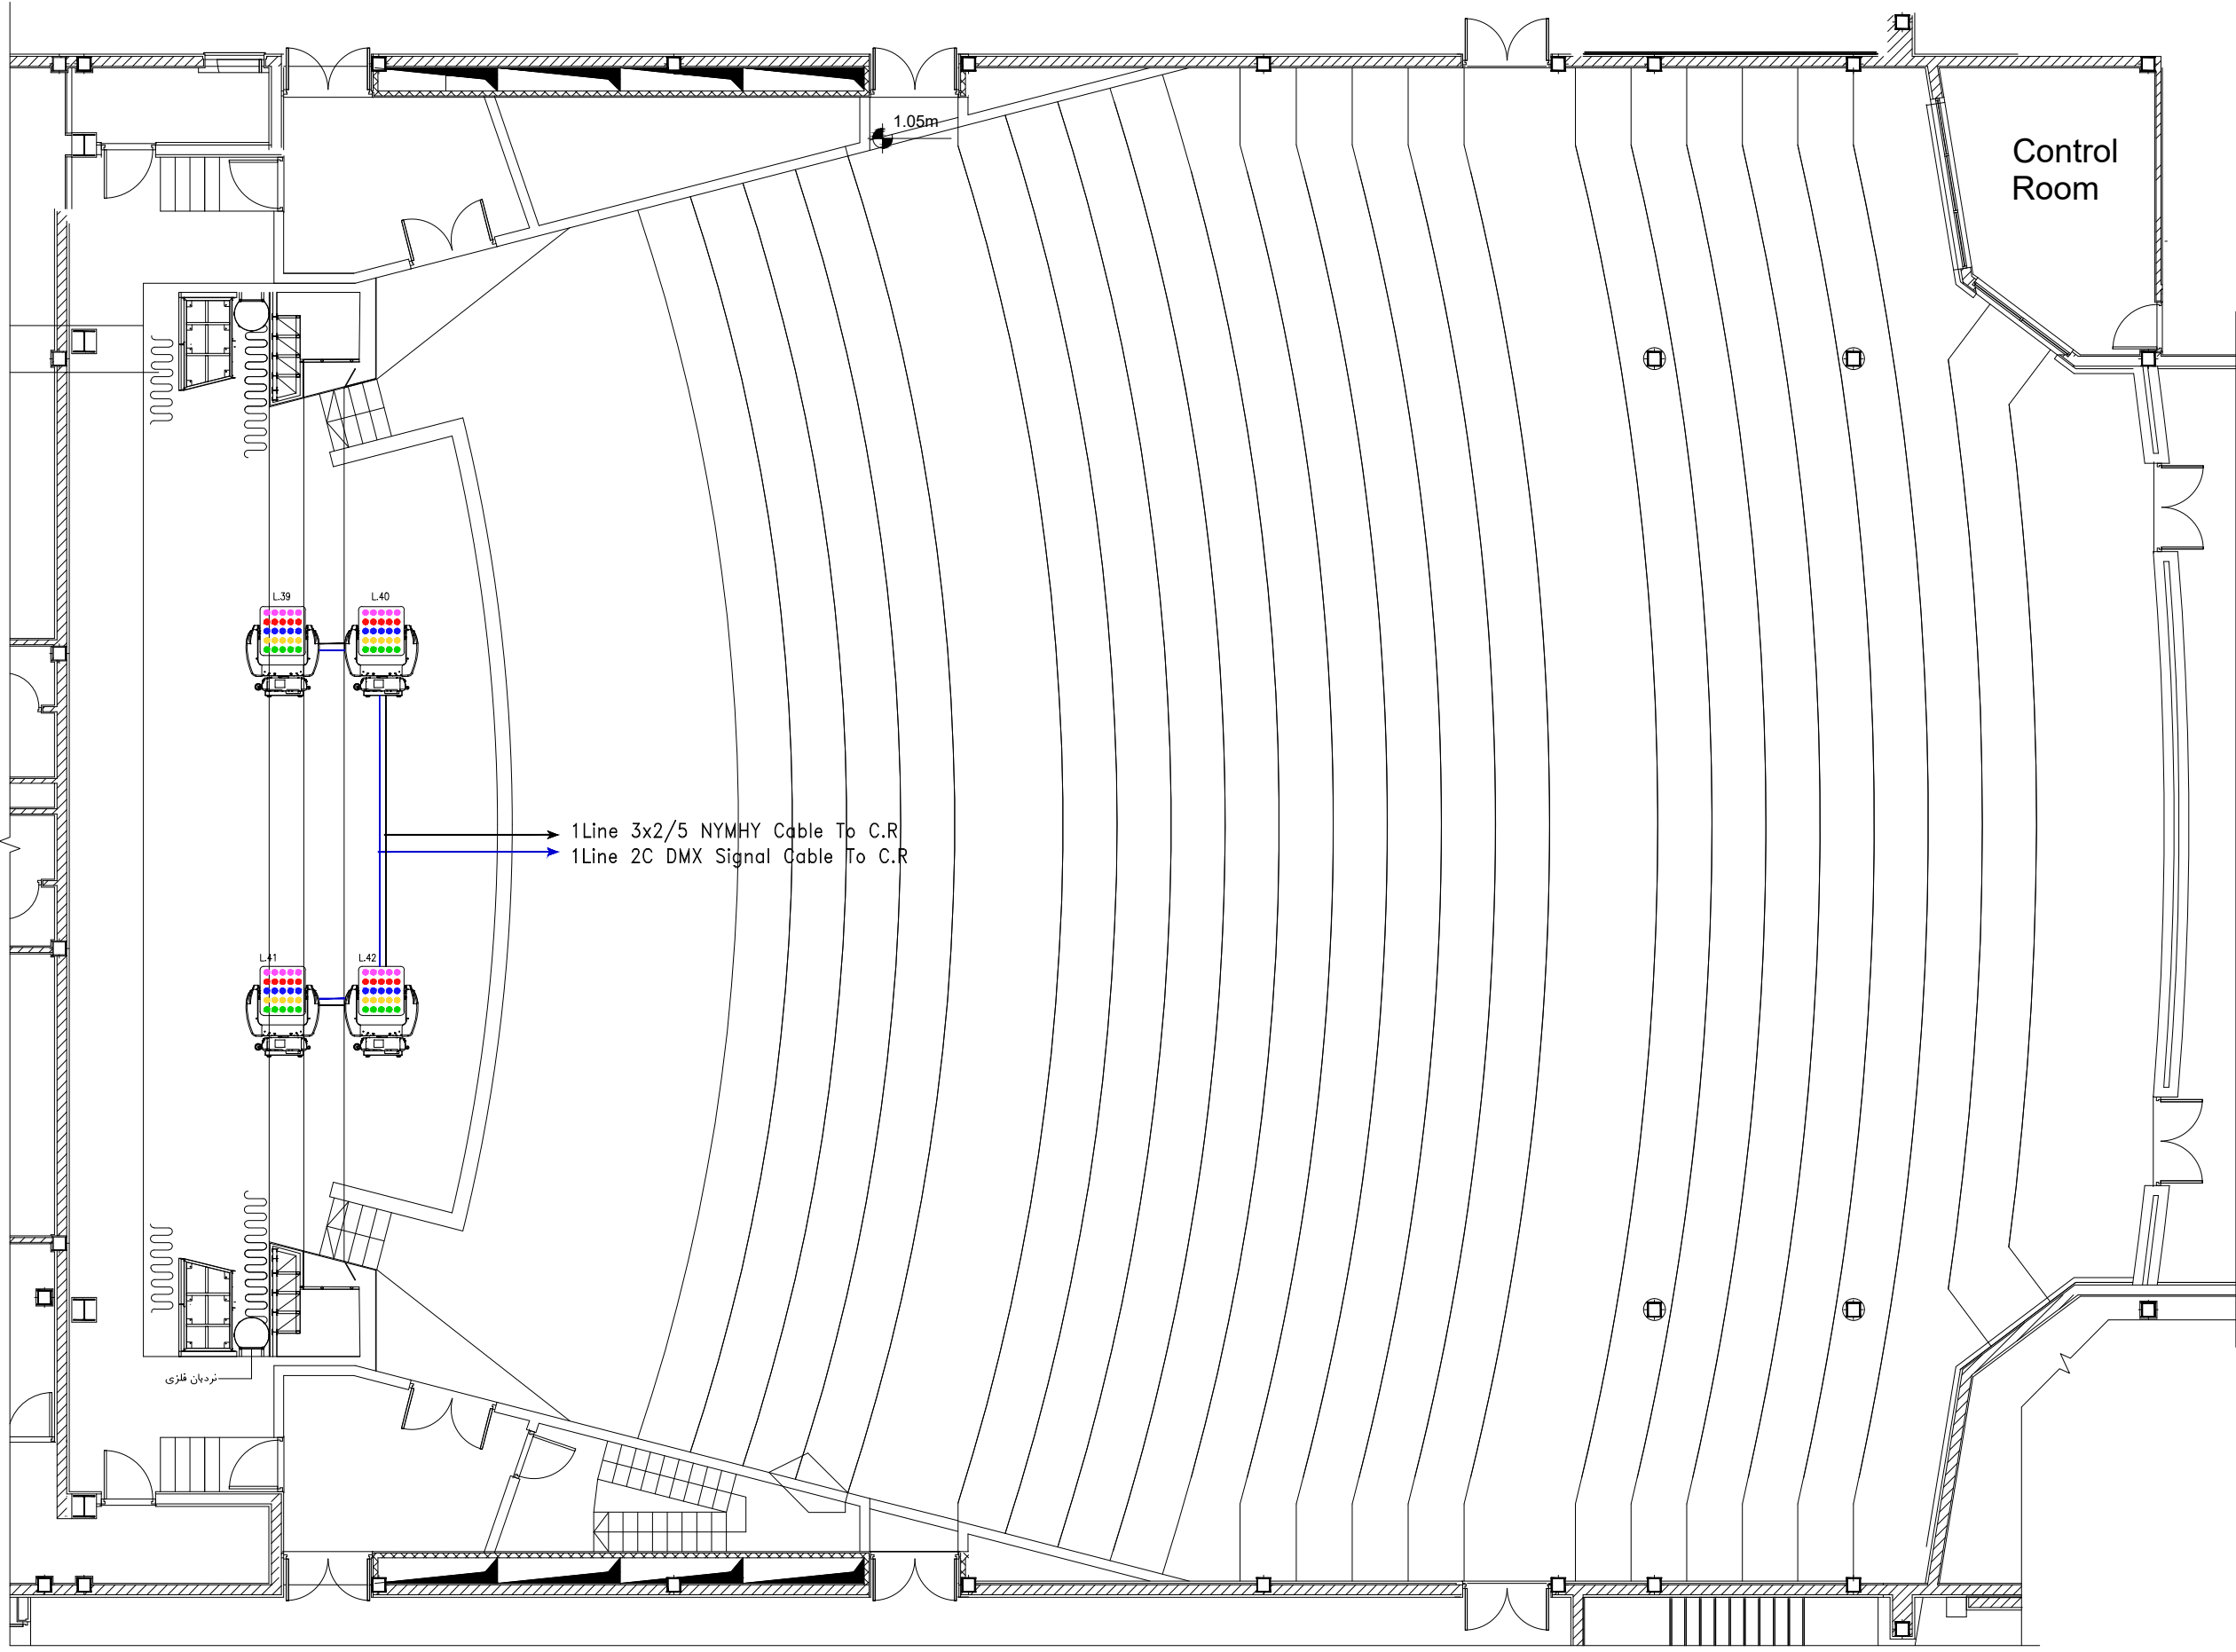 1.05m
Control
Room
L.39
L.40
1Line 3x2/5 NYMHY Cable To C.R
1Line 2C DMX Signal Cable To C.R
L.41
L.42
نردبان فلزی